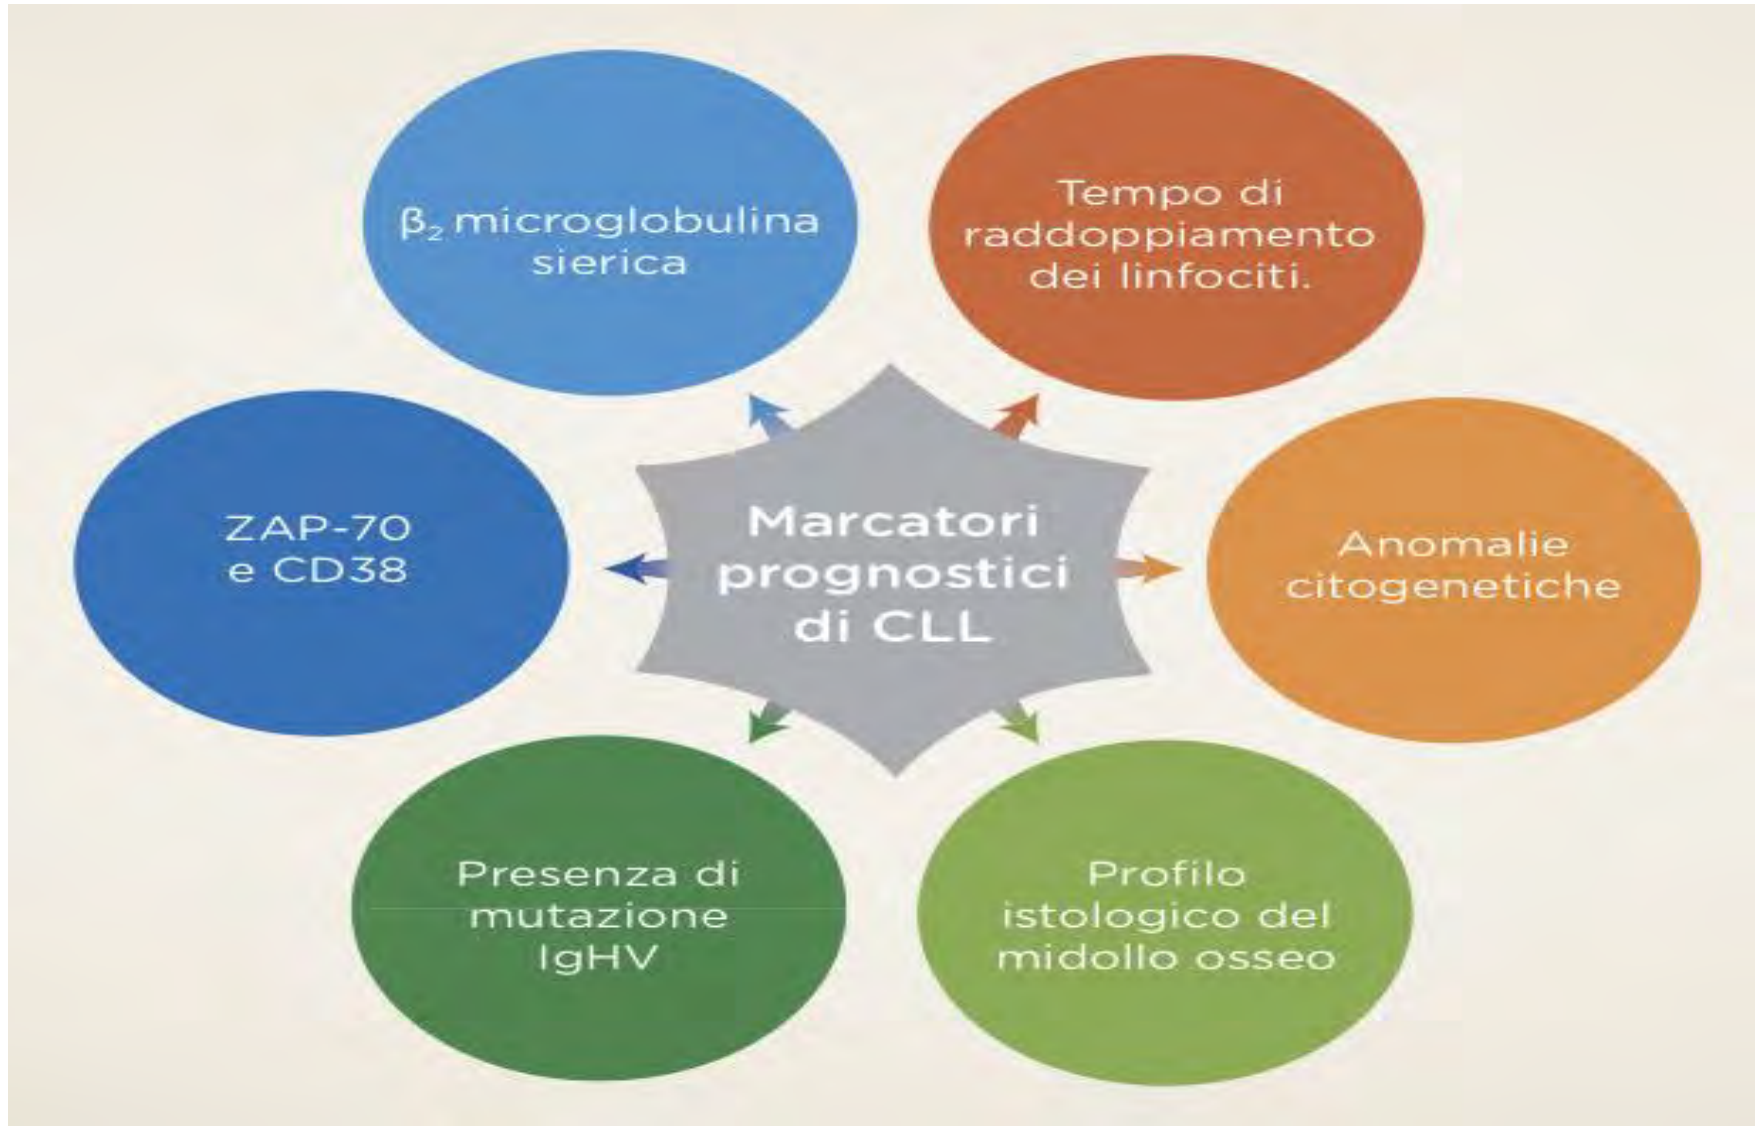 β₂ microglobulina
sierica
Tempo di
raddoppiamento
dei linfociti.
ZAP-70
e CD38
Marcatori
prognostici
di CLL
Anomalie
citogenetiche
Presenza di
mutazione
IgHV
Profilo
istologico del
midollo osseo